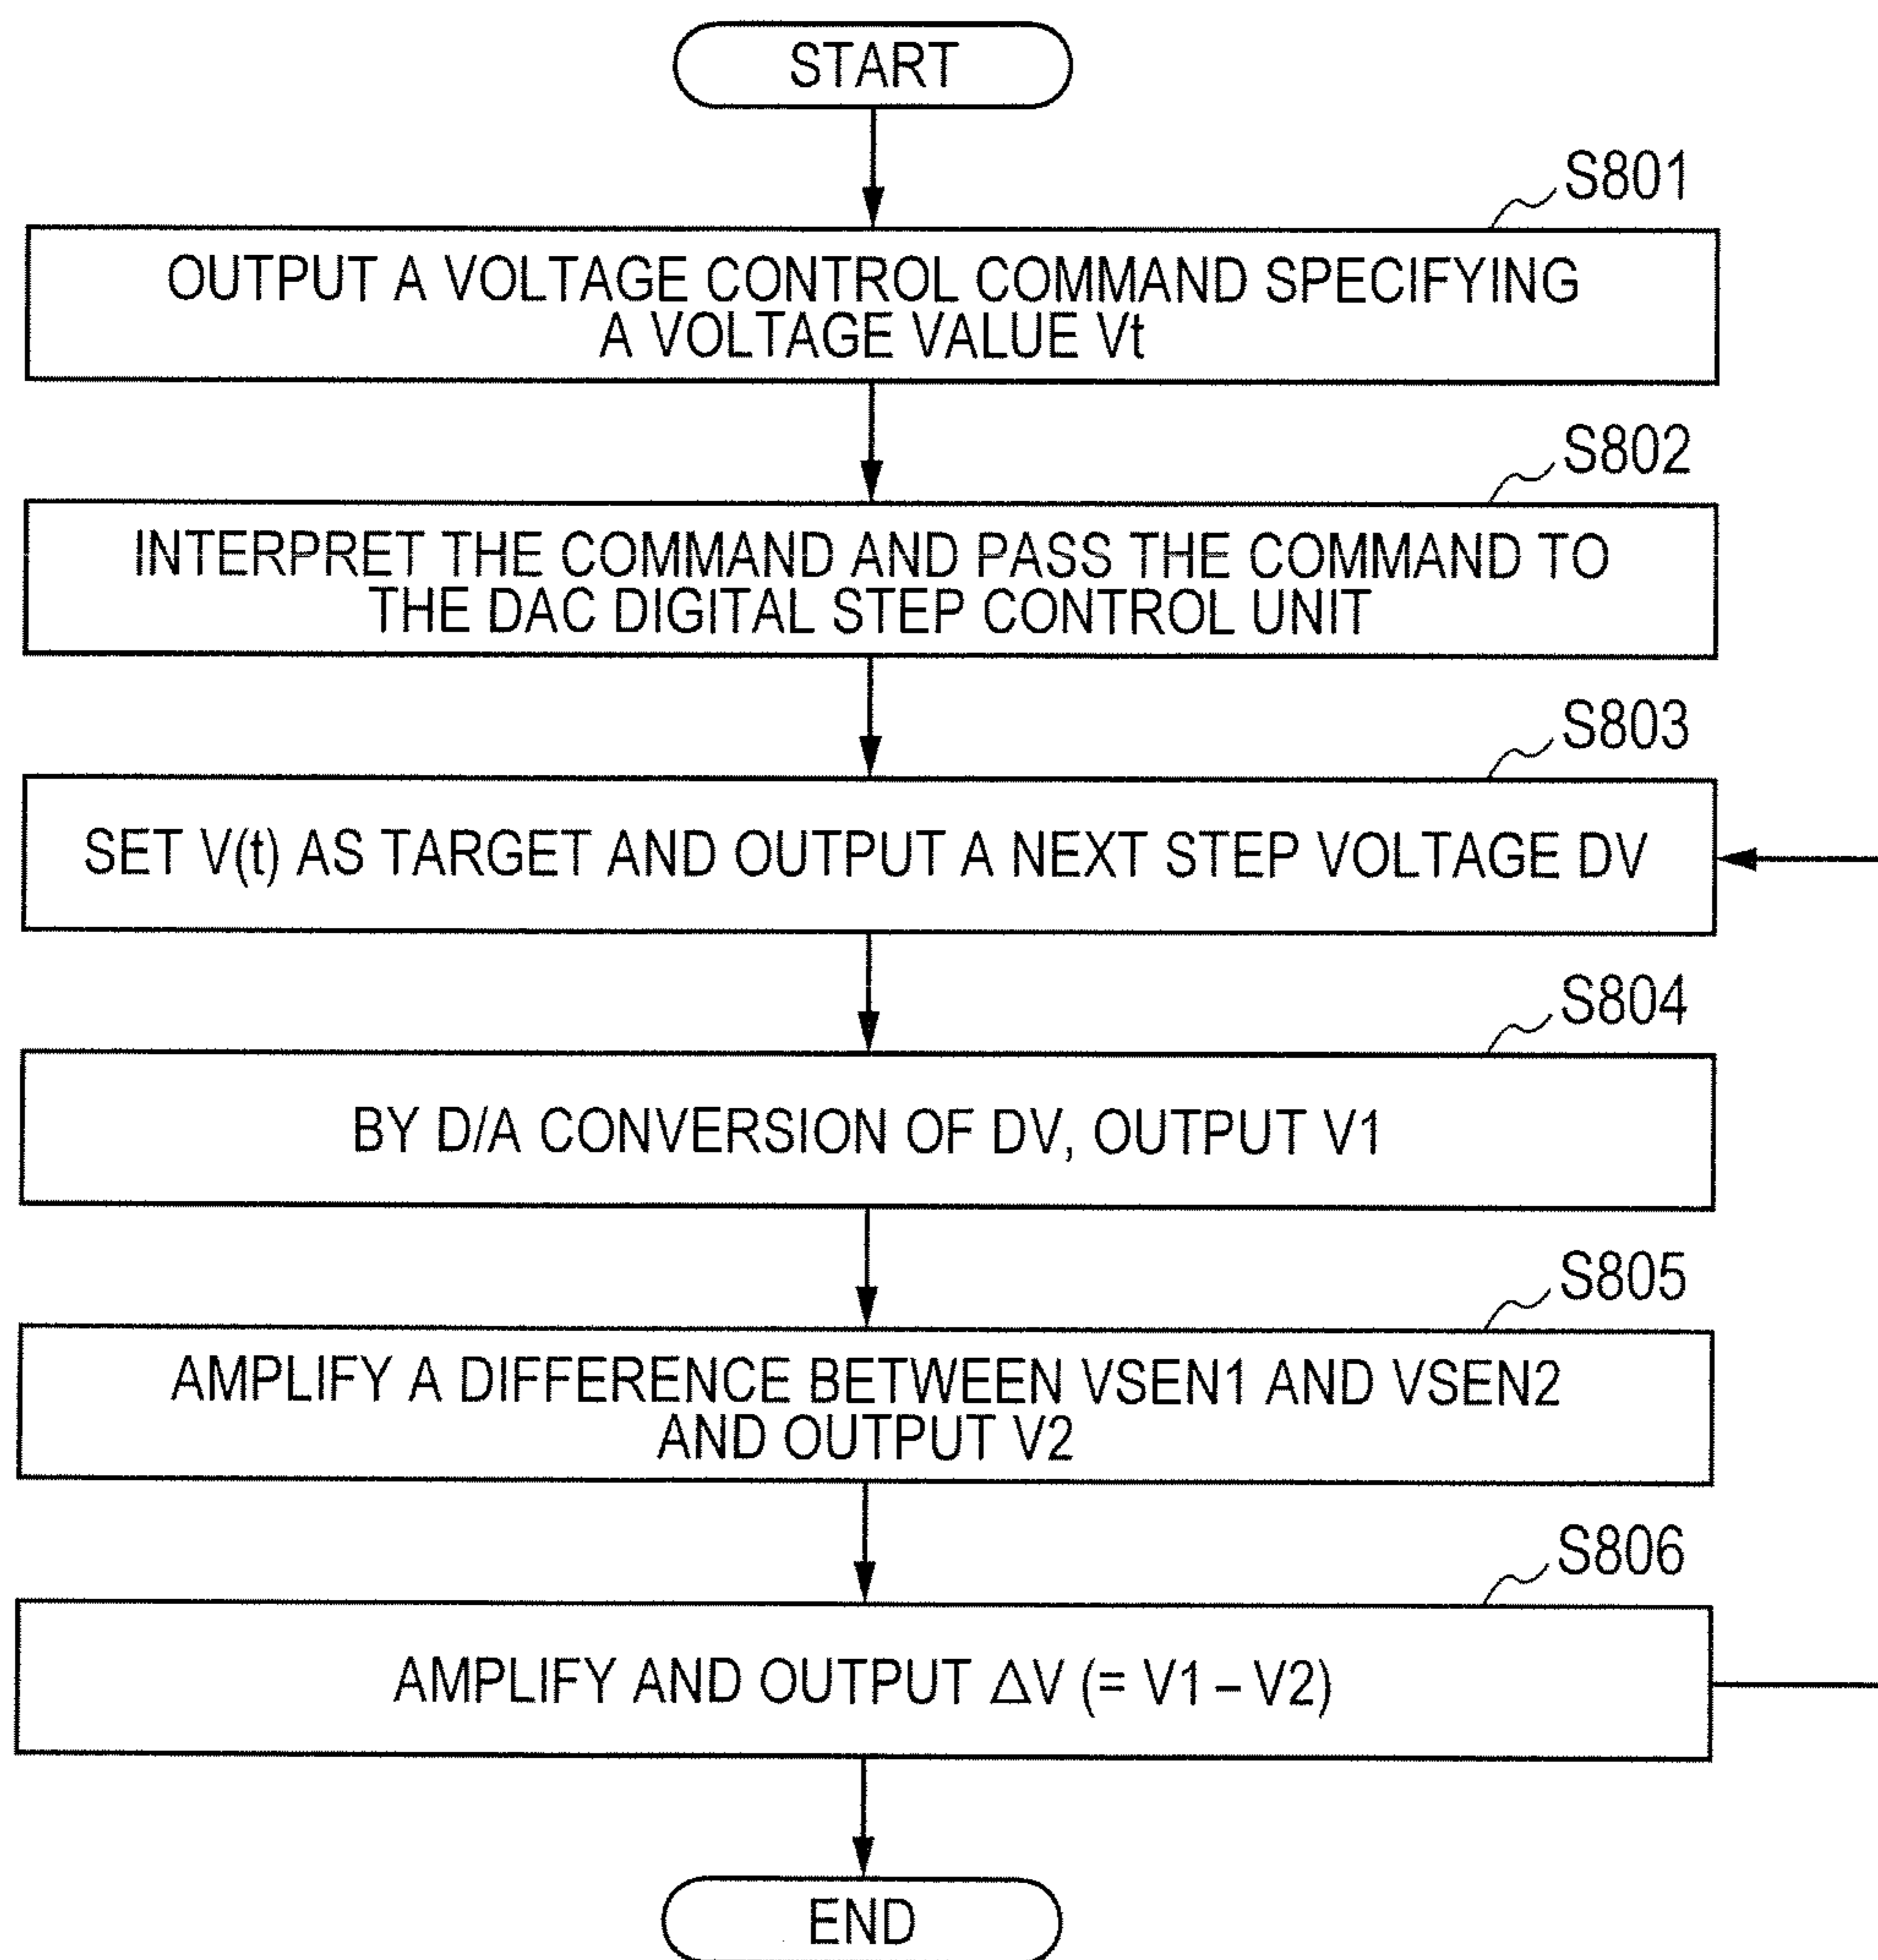 START
S801
OUTPUT A VOLTAGE CONTROL COMMAND SPECIFYING
A VOLTAGE VALUE Vt
S802
INTERPRET THE COMMAND AND PASS THE COMMAND TO
THE DAC DIGITAL STEP CONTROL UNIT
S803
SET V(t) AS TARGET AND OUTPUT A NEXT STEP VOLTAGE DV
S804
BY D/A CONVERSION OF DV, OUTPUT V1
S805
AMPLIFY A DIFFERENCE BETWEEN VSEN1 AND VSEN2
AND OUTPUT V2
S806
AMPLIFY AND OUTPUT ΔV (= V1 – V2)
END